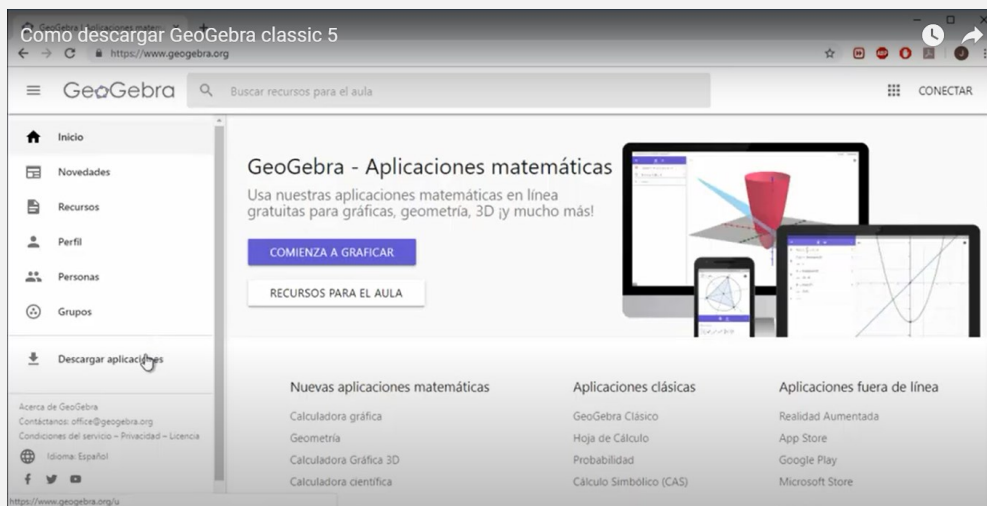 Como descargar GeoGebra classic 5
https://www.geogebra.org
GeoGebra
Buscar recursos para el aula
CONECTAR
Inicio
Novedades
Recursos
Perfil
Personas
Grupos
Descargar aplicaciones
Acerca de GeoGebra
Contáctanos: office@geogebra.org
Condiciones del servicio – Privacidad – Licencia
Idioma: Español
https://www.geogebra.org/u
GeoGebra - Aplicaciones matemáticas
Usa nuestras aplicaciones matemáticas en línea
gratuitas para gráficas, geometría, 3D ¡y mucho más!
COMIENZA A GRAFICAR
RECURSOS PARA EL AULA
Nuevas aplicaciones matemáticas
Calculadora gráfica
Geometría
Calculadora Gráfica 3D
Calculadora científica
Aplicaciones clásicas
GeoGebra Clásico
Hoja de Cálculo
Probabilidad
Cálculo Simbólico (CAS)
Aplicaciones fuera de línea
Realidad Aumentada
App Store
Google Play
Microsoft Store